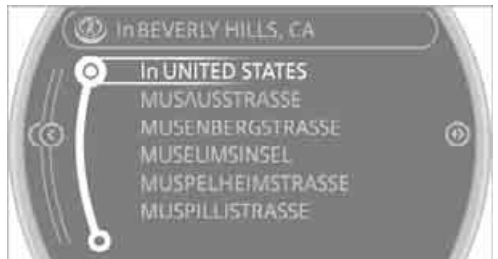 In BEVERLY HILLS, CA
In UNITED STATES
MUSAUSSTRASSE
MUSENBERGSTRASSE
MUSEUMSINSEL
MUSPELHEIMSTRASSE
MUSPILLISTRASSE